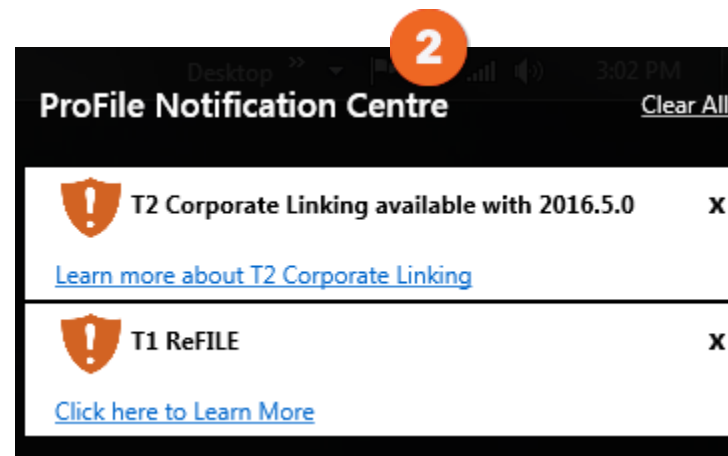 2
Desktop »
3:02 PM
ProFile Notification Centre
Clear All
T2 Corporate Linking available with 2016.5.0 x
Learn more about T2 Corporate Linking
T1 ReFILE x
Click here to Learn More